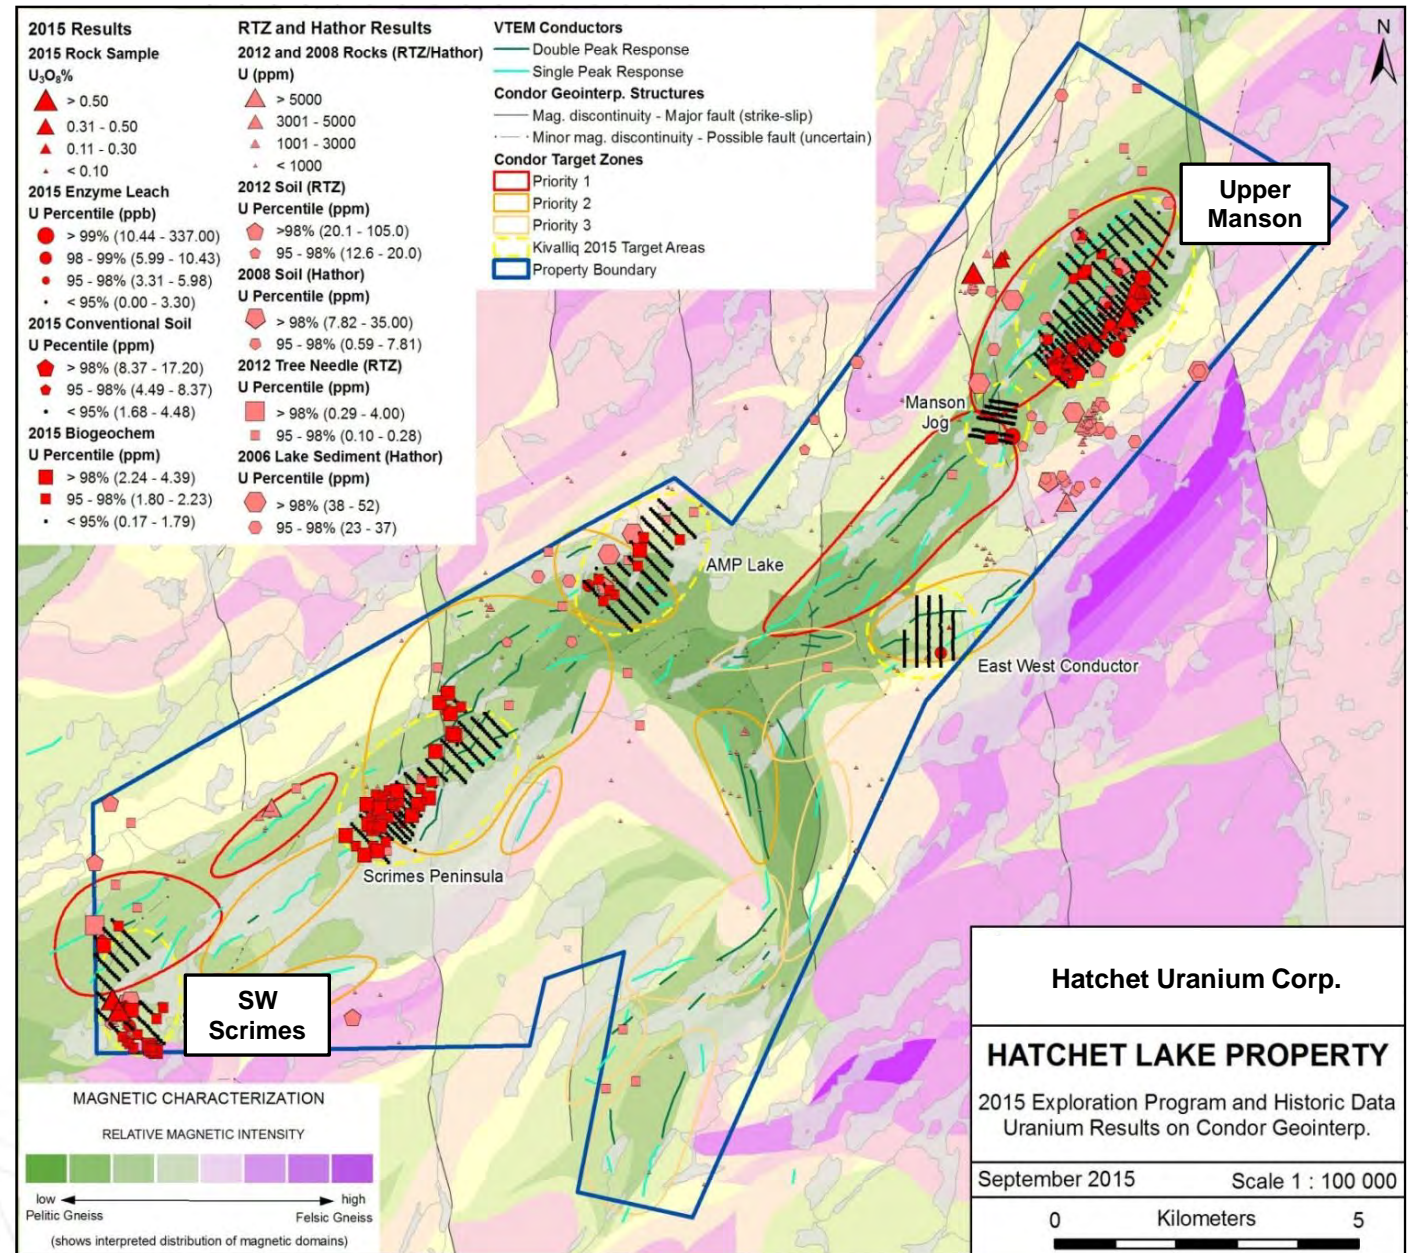 2015 Results
2015 Rock Sample
U₃O₈%
> 0.50
0.31 - 0.50
0.11 - 0.30
< 0.10
2015 Enzyme Leach
U Percentile (ppb)
> 99% (10.44 - 337.00)
98 - 99% (5.99 - 10.43)
95 - 98% (3.31 - 5.98)
< 95% (0.00 - 3.30)
2015 Conventional Soil
U Pecentile (ppm)
> 98% (8.37 - 17.20)
95 - 98% (4.49 - 8.37)
< 95% (1.68 - 4.48)
2015 Biogeochem
U Percentile (ppm)
> 98% (2.24 - 4.39)
95 - 98% (1.80 - 2.23)
< 95% (0.17 - 1.79)
RTZ and Hathor Results
2012 and 2008 Rocks (RTZ/Hathor)
U (ppm)
> 5000
3001 - 5000
1001 - 3000
< 1000
2012 Soil (RTZ)
U Percentile (ppm)
>98% (20.1 - 105.0)
95 - 98% (12.6 - 20.0)
2008 Soil (Hathor)
U Percentile (ppm)
> 98% (7.82 - 35.00)
95 - 98% (0.59 - 7.81)
2012 Tree Needle (RTZ)
U Percentile (ppm)
> 98% (0.29 - 4.00)
95 - 98% (0.10 - 0.28)
2006 Lake Sediment (Hathor)
U Percentile (ppm)
> 98% (38 - 52)
95 - 98% (23 - 37)
VTEM Conductors
Double Peak Response
Single Peak Response
Condor Geointerp. Structures
Mag. discontinuity - Major fault (strike-slip)
Minor mag. discontinuity - Possible fault (uncertain)
Condor Target Zones
Priority 1
Priority 2
Priority 3
Kivalliq 2015 Target Areas
Property Boundary
N
Upper
Manson
Manson
Jog
AMP Lake
East West Conductor
Scrimes Peninsula
SW
Scrimes
MAGNETIC CHARACTERIZATION
RELATIVE MAGNETIC INTENSITY
low high
Pelitic Gneiss Felsic Gneiss
(shows interpreted distribution of magnetic domains)
Hatchet Uranium Corp.
HATCHET LAKE PROPERTY
2015 Exploration Program and Historic Data
Uranium Results on Condor Geointerp.
September 2015 Scale 1 : 100 000
0 Kilometers 5